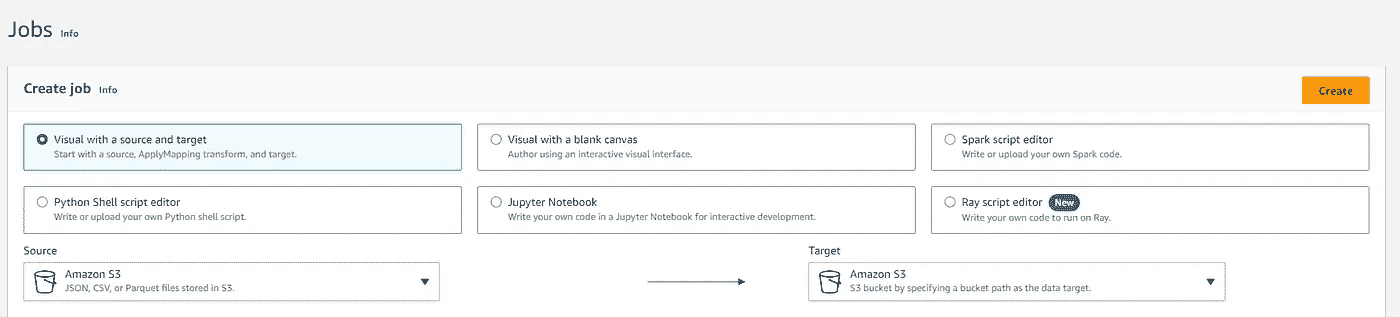 Jobs Info
Create job Info
Create
Visual with a source and target
Start with a source, ApplyMapping transform, and target.
Visual with a blank canvas
Author using an interactive visual interface.
Spark script editor
Write or upload your own Spark code.
Python Shell script editor
Write or upload your own Python shell script.
Jupyter Notebook
Write your own code in a Jupyter Notebook for interactive development.
Ray script editor New
Write your own code to run on Ray.
Source
Amazon S3
JSON, CSV, or Parquet files stored in S3.
Target
Amazon S3
S3 bucket by specifying a bucket path as the data target.